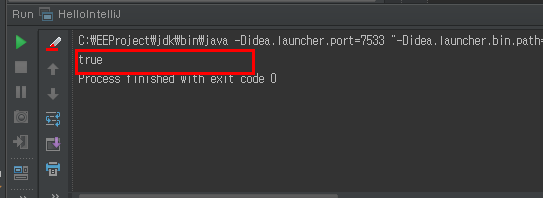 Run HelloIntelliJ
C:₩EEProject₩jdk₩bin₩java -Didea.launcher.port=7533 "-Didea.launcher.bin.path=
true
Process finished with exit code 0